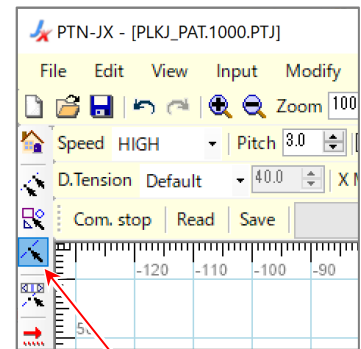 PTN-JX - [PLKJ_PAT.1000.PTJ]
File Edit View Input Modify
Zoom 100
Speed HIGH Pitch 3.0
D.Tension Default 40.0 X
Com. stop Read Save
-120 -110 -100 -90